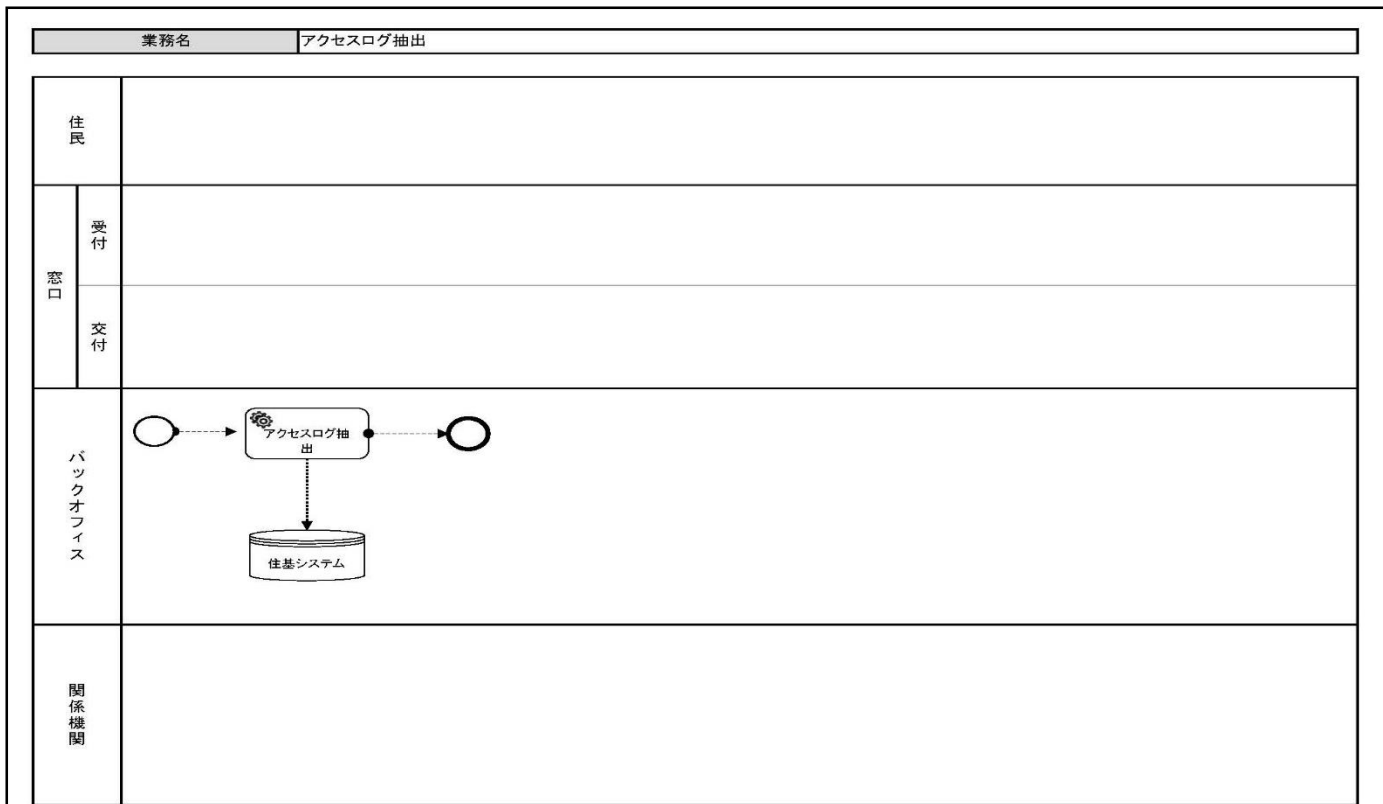 業務名
アクセスログ抽出
住民
窓口
受付
交付
バックオフィス
アクセスログ抽
出
住基システム
関係機関